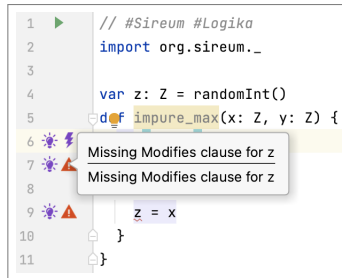 1 // #Sireum #Logika
2 import org.sireum._
3
4 var z: Z = randomInt()
5 def impure_max(x: Z, y: Z) {
6
Missing Modifies clause for z
7
Missing Modifies clause for z
8
9 z = x
10 }
11 }